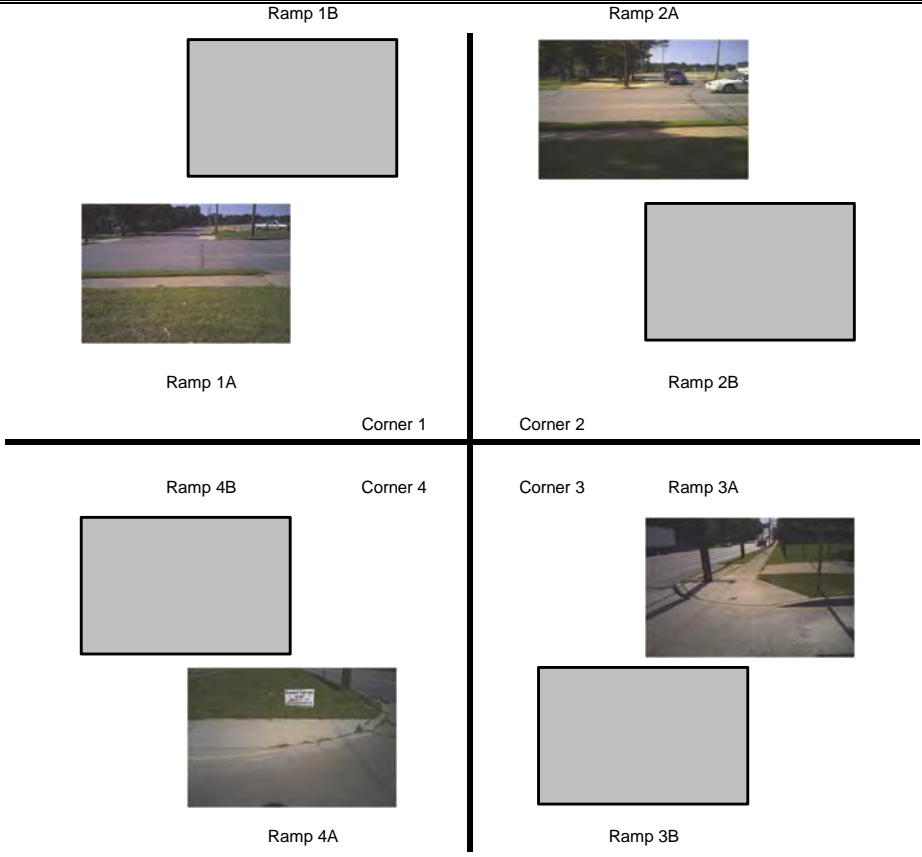 Ramp 1B
Ramp 2A
Ramp 1A
Ramp 2B
Corner 1
Corner 2
Ramp 4B
Corner 4
Corner 3
Ramp 3A
Ramp 4A
Ramp 3B